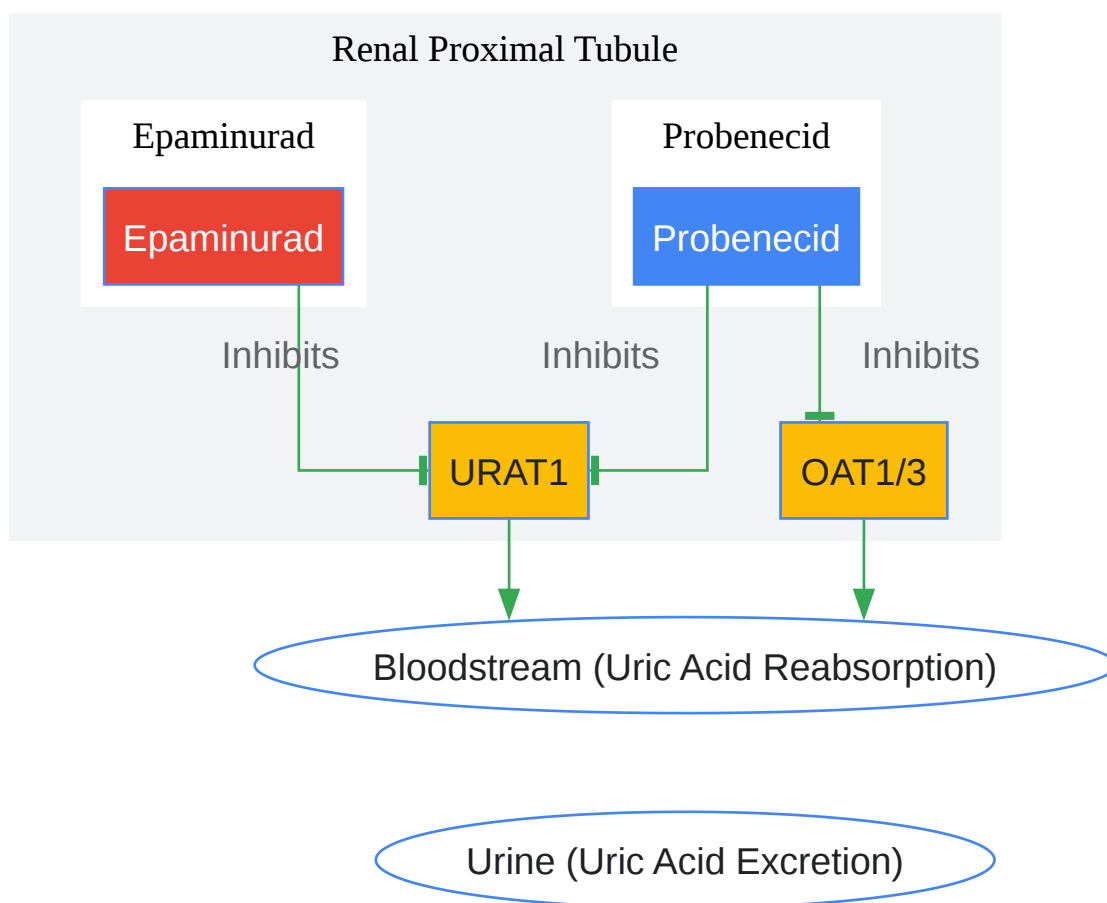 Renal Proximal Tubule
Epaminurad
Probenecid
Epaminurad
Probenecid
Inhibits
Inhibits
Inhibits
URAT1
OAT1/3
Bloodstream (Uric Acid Reabsorption)
Urine (Uric Acid Excretion)